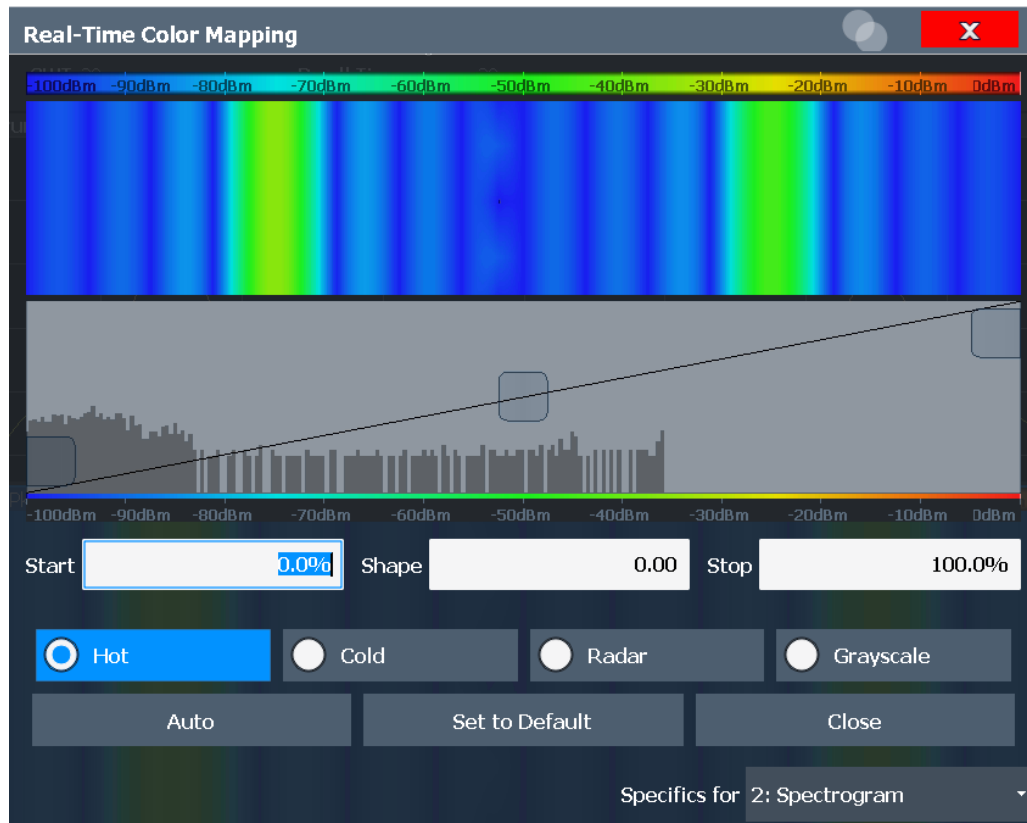 Real-Time Color Mapping X
-100dBm -90dBm -80dBm -70dBm -60dBm -50dBm -40dBm -30dBm -20dBm -10dBm 0dBm
-100dBm -90dBm -80dBm -70dBm -60dBm -50dBm -40dBm -30dBm -20dBm -10dBm 0dBm
Start 0.0% Shape 0.00 Stop 100.0%
Hot Cold Radar Grayscale
Auto Set to Default Close
Specifics for 2: Spectrogram